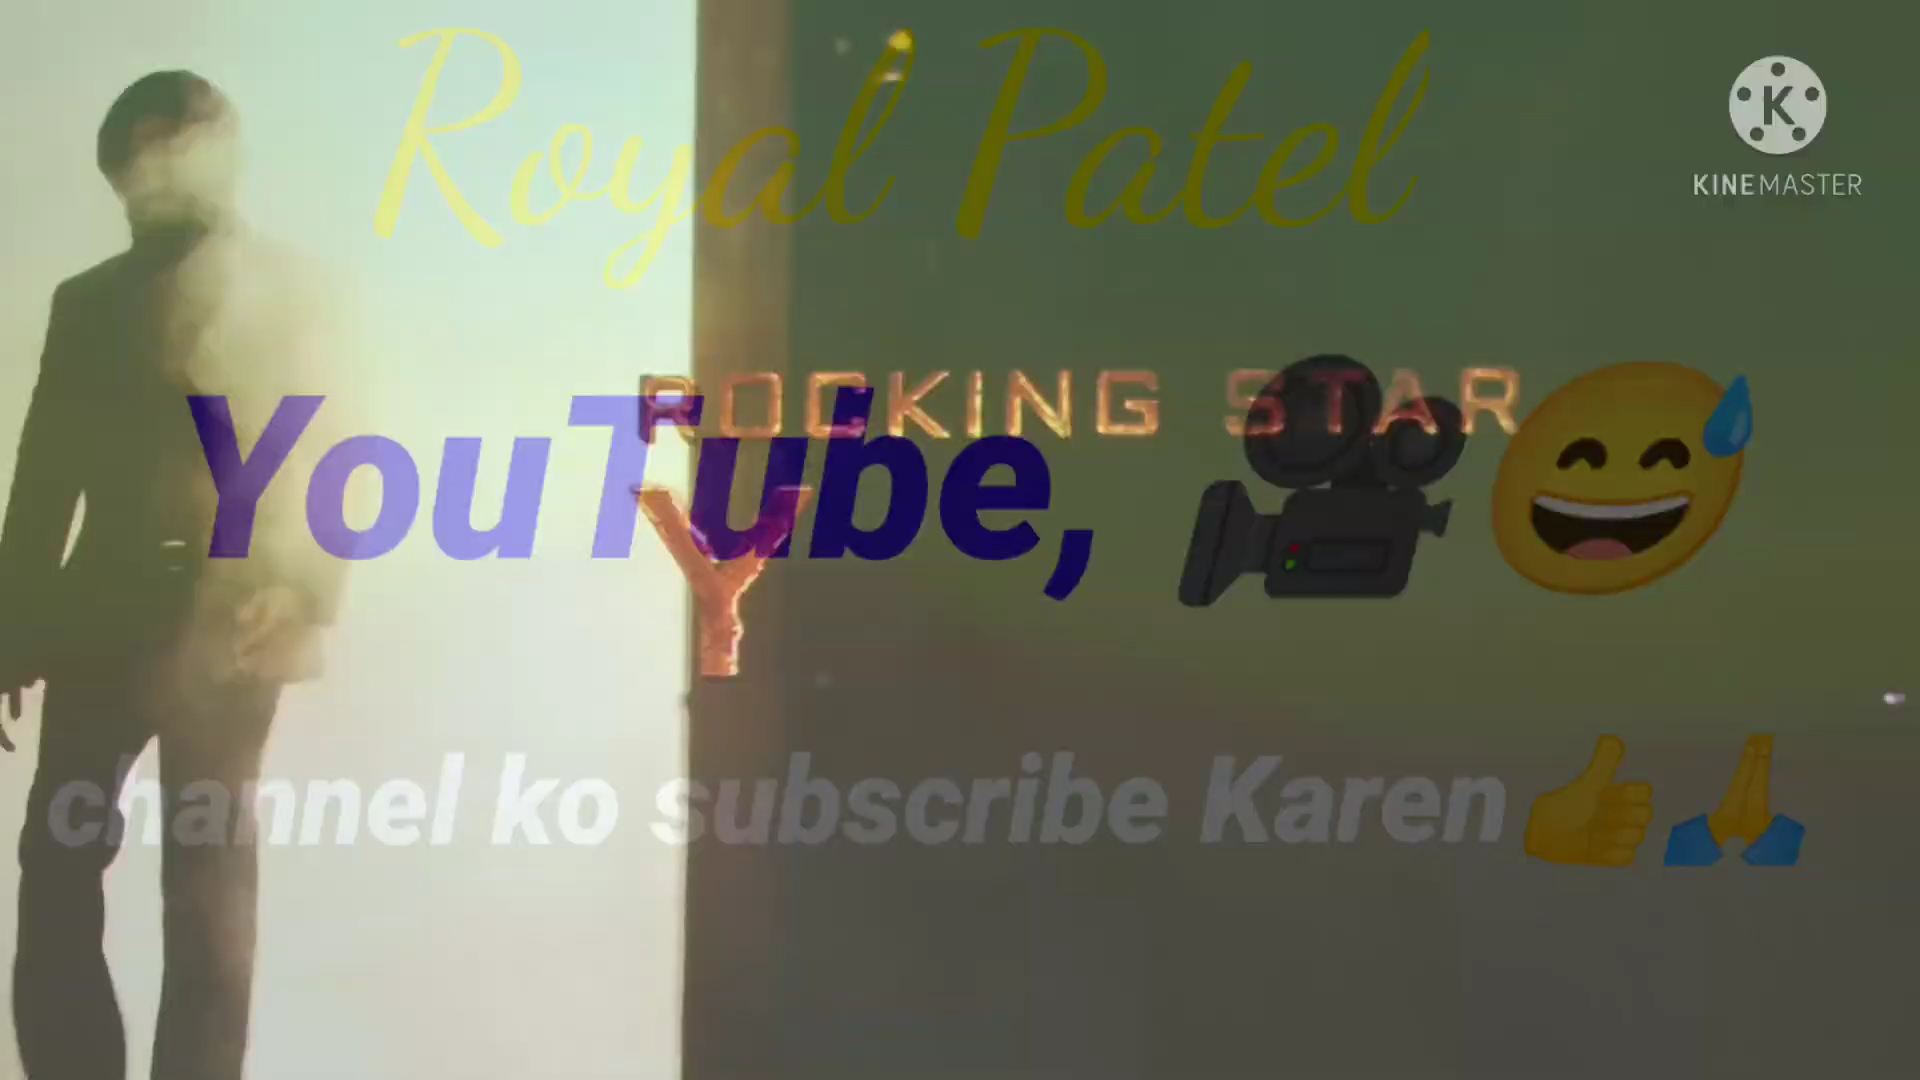 Royal Patel
KINEMASTER
ROCKING STAR
YouTube, 🎥😅
Y
channel ko subscribe Karen👍🙏